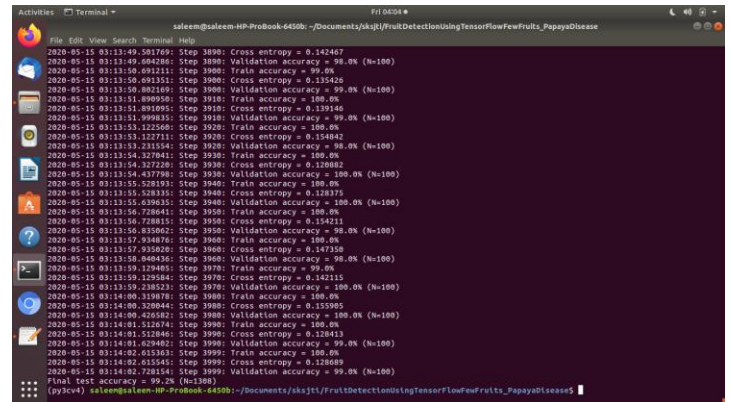 Activities Terminal Fri 04:04
saleem@saleem-HP-ProBook-6450b: ~/Documents/sksjti/FruitDetectionUsingTensorFlowFewFruits_PapayaDisease
File Edit View Search Terminal Help
2020-05-15 03:13:49.501769: Step 3890: Cross entropy = 0.142467
2020-05-15 03:13:49.604286: Step 3890: Validation accuracy = 98.0% (N=100)
2020-05-15 03:13:50.691211: Step 3900: Train accuracy = 99.0%
2020-05-15 03:13:50.691351: Step 3900: Cross entropy = 0.135426
2020-05-15 03:13:50.802169: Step 3900: Validation accuracy = 99.0% (N=100)
2020-05-15 03:13:51.890950: Step 3910: Train accuracy = 100.0%
2020-05-15 03:13:51.891095: Step 3910: Cross entropy = 0.139146
2020-05-15 03:13:51.999835: Step 3910: Validation accuracy = 99.0% (N=100)
2020-05-15 03:13:53.122560: Step 3920: Train accuracy = 100.0%
2020-05-15 03:13:53.122711: Step 3920: Cross entropy = 0.154842
2020-05-15 03:13:53.231554: Step 3920: Validation accuracy = 98.0% (N=100)
2020-05-15 03:13:54.327041: Step 3930: Train accuracy = 100.0%
2020-05-15 03:13:54.327220: Step 3930: Cross entropy = 0.120882
2020-05-15 03:13:54.437798: Step 3930: Validation accuracy = 100.0% (N=100)
2020-05-15 03:13:55.528193: Step 3940: Train accuracy = 100.0%
2020-05-15 03:13:55.528335: Step 3940: Cross entropy = 0.128375
2020-05-15 03:13:55.639635: Step 3940: Validation accuracy = 100.0% (N=100)
2020-05-15 03:13:56.728641: Step 3950: Train accuracy = 100.0%
2020-05-15 03:13:56.728815: Step 3950: Cross entropy = 0.154211
2020-05-15 03:13:56.835062: Step 3950: Validation accuracy = 98.0% (N=100)
2020-05-15 03:13:57.934876: Step 3960: Train accuracy = 100.0%
2020-05-15 03:13:57.935020: Step 3960: Cross entropy = 0.147350
2020-05-15 03:13:58.040436: Step 3960: Validation accuracy = 98.0% (N=100)
2020-05-15 03:13:59.129405: Step 3970: Train accuracy = 99.0%
2020-05-15 03:13:59.129584: Step 3970: Cross entropy = 0.142115
2020-05-15 03:13:59.238523: Step 3970: Validation accuracy = 100.0% (N=100)
2020-05-15 03:14:00.319878: Step 3980: Train accuracy = 100.0%
2020-05-15 03:14:00.320044: Step 3980: Cross entropy = 0.155905
2020-05-15 03:14:00.426582: Step 3980: Validation accuracy = 100.0% (N=100)
2020-05-15 03:14:01.512674: Step 3990: Train accuracy = 100.0%
2020-05-15 03:14:01.512846: Step 3990: Cross entropy = 0.128413
2020-05-15 03:14:01.629402: Step 3990: Validation accuracy = 99.0% (N=100)
2020-05-15 03:14:02.615363: Step 3999: Train accuracy = 100.0%
2020-05-15 03:14:02.615545: Step 3999: Cross entropy = 0.128689
2020-05-15 03:14:02.728154: Step 3999: Validation accuracy = 99.0% (N=100)
Final test accuracy = 99.2% (N=1308)
(py3cv4) saleem@saleem-HP-ProBook-6450b:~/Documents/sksjti/FruitDetectionUsingTensorFlowFewFruits_PapayaDisease$